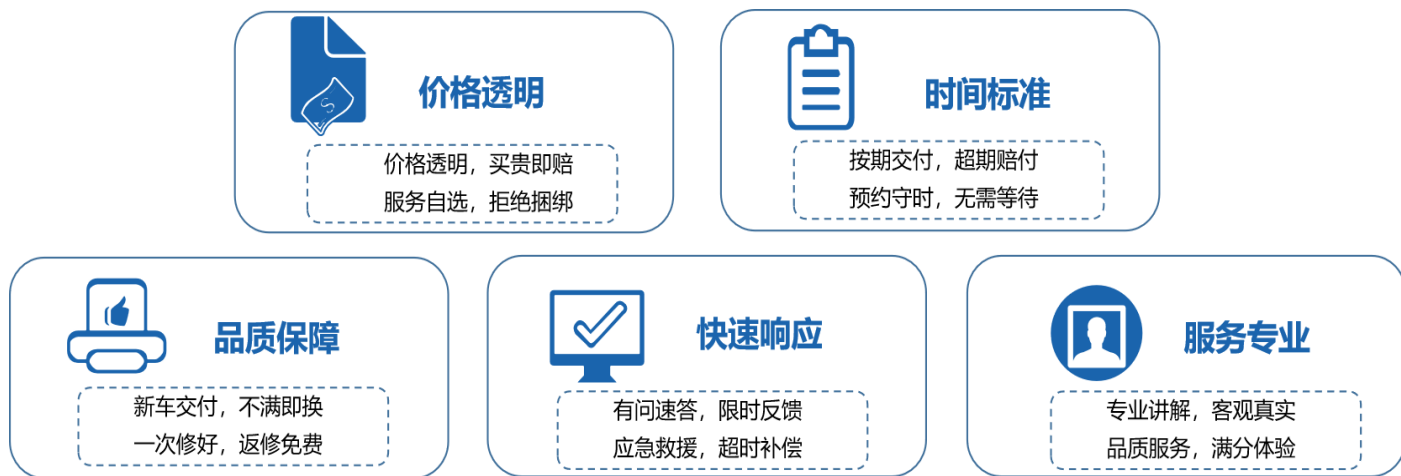 价格透明
价格透明，买贵即赔
服务自选，拒绝捆绑
时间标准
按期交付，超期赔付
预约守时，无需等待
品质保障
新车交付，不满即换
一次修好，返修免费
快速响应
有问速答，限时反馈
应急救援，超时补偿
服务专业
专业讲解，客观真实
品质服务，满分体验